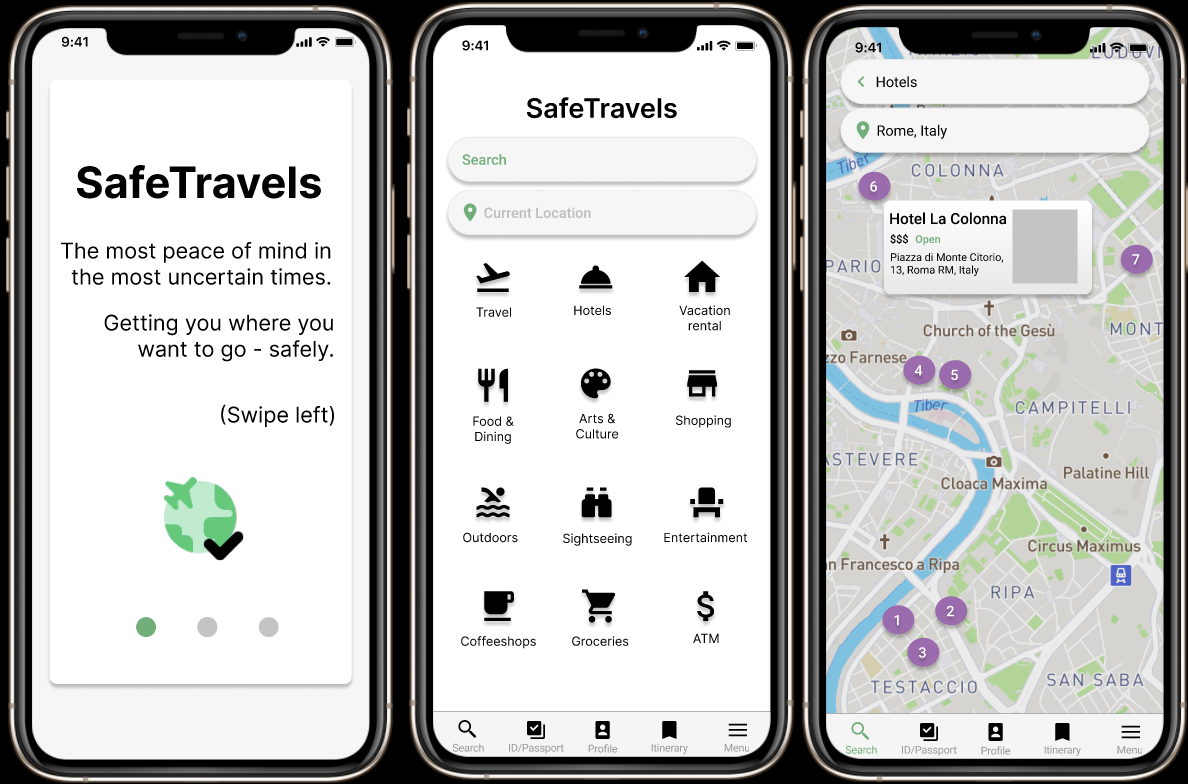 9:41
SafeTravels
The most peace of mind in
the most uncertain times.
Getting you where you
want to go - safely.
(Swipe left)
9:41
SafeTravels
Search
Current Location
Travel
Hotels
Vacation
rental
Food &
Dining
Arts &
Culture
Shopping
Outdoors
Sightseeing
Entertainment
Coffeeshops
Groceries
$
ATM
Search
ID/Passport
Profile
Itinerary
Menu
9:41
LUDOVI
Hotels
Rome, Italy
Tiber
COLONNA
6
Hotel La Colonna
$$$ Open
Piazza di Monte Citorio,
13, Roma RM, Italy
7
PARIO
Church of the Gesù
MONT
zzo Farnese
4
5
Tiber
CAMPITELLI
ASTEVERE
Palatine Hill
Cloaca Maxima
Circus Maximus
n Francesco a Ripa
RIPA
1
2
3
TESTACCIO
SAN SABA
Search
ID/Passport
Profile
Itinerary
Menu